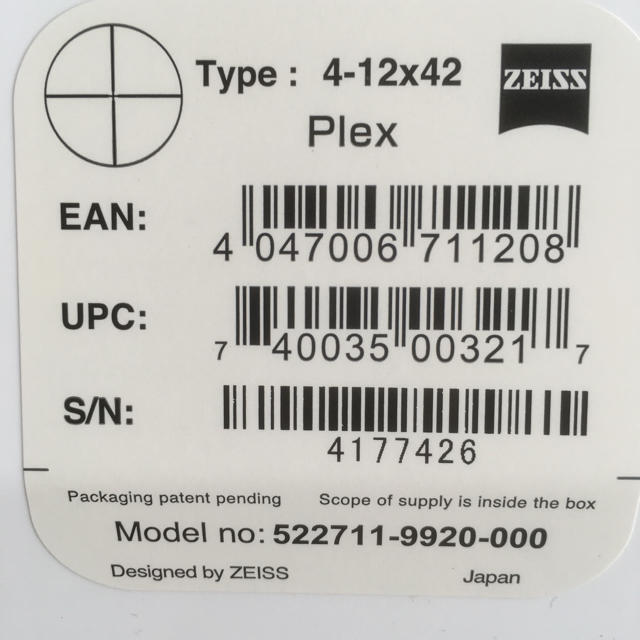 Type : 4-12x42
ZEISS
Plex
EAN:
4 047006 711208
UPC:
7 40035 00321 7
S/N:
4177426
Packaging patent pending Scope of supply is inside the box
Model no: 522711-9920-000
Designed by ZEISS Japan